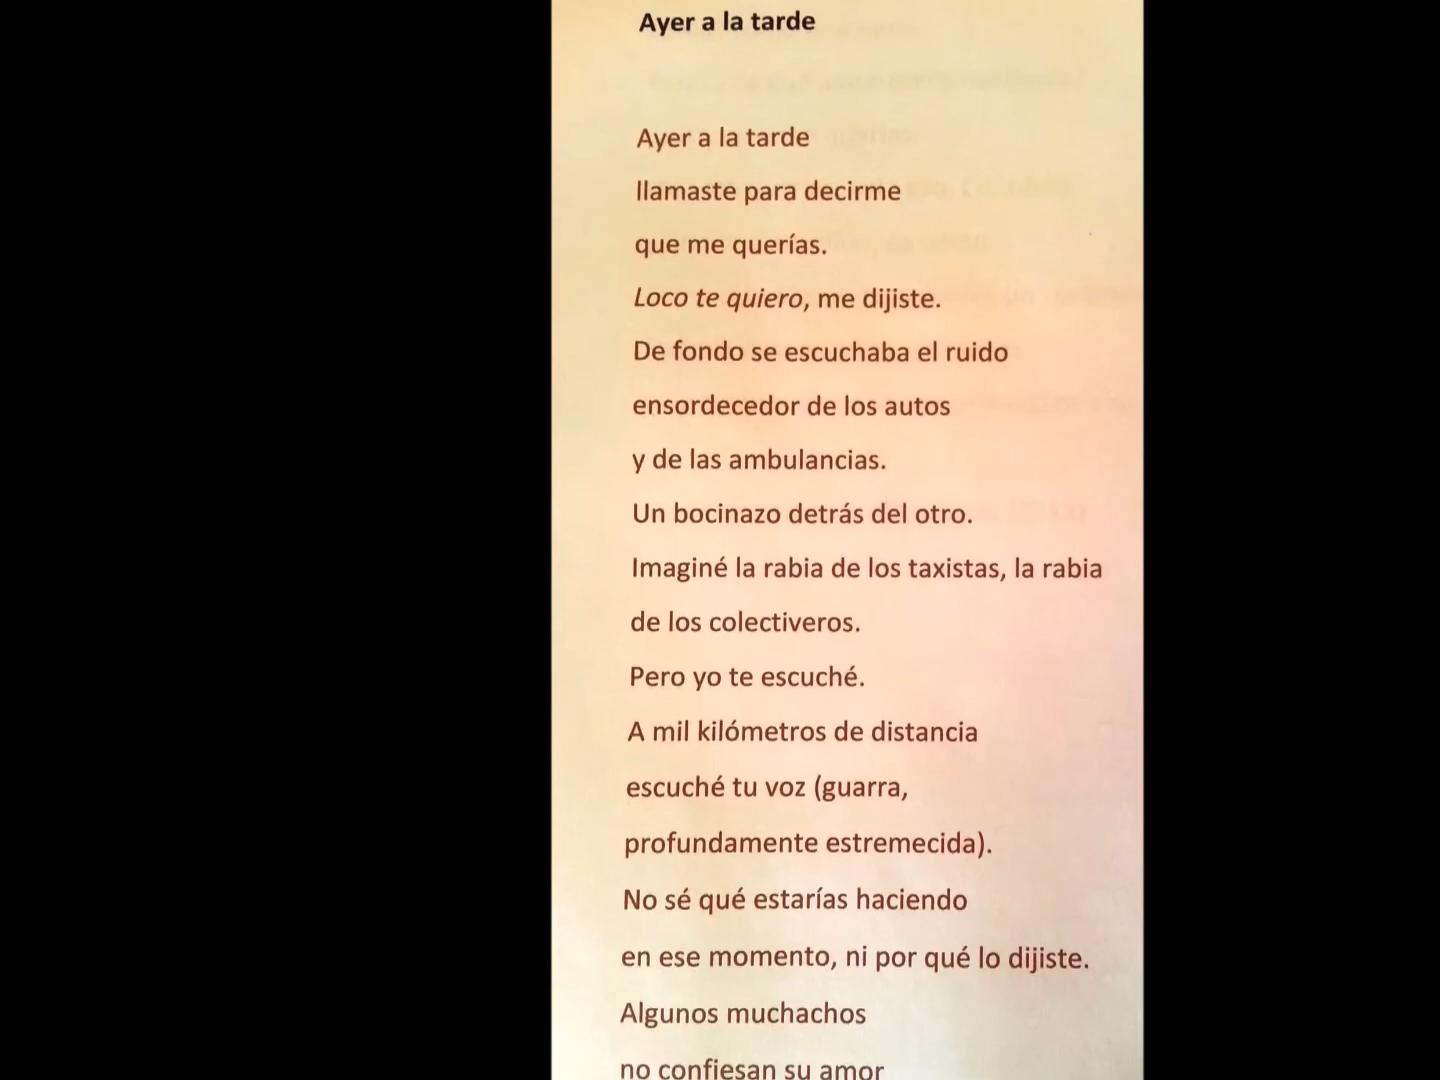 Ayer a la tarde
Ayer a la tarde
llamaste para decirme
que me querías.
Loco te quiero, me dijiste.
De fondo se escuchaba el ruido
ensordecedor de los autos
y de las ambulancias.
Un bocinazo detrás del otro.
Imaginé la rabia de los taxistas, la rabia
de los colectiveros.
Pero yo te escuché.
A mil kilómetros de distancia
escuché tu voz (guarra,
profundamente estremecida).
No sé qué estarías haciendo
en ese momento, ni por qué lo dijiste.
Algunos muchachos
no confiesan su amor